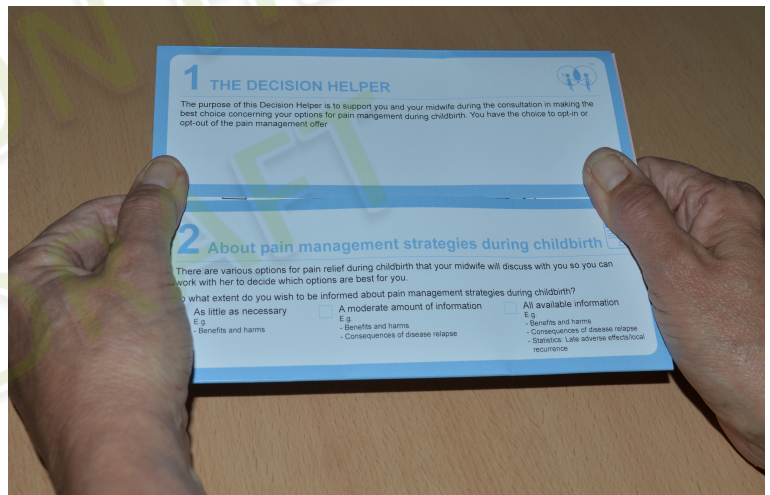 1 THE DECISION HELPER
The purpose of this Decision Helper is to support you and your midwife during the consultation in making the
best choice concerning your options for pain mangement during childbirth. You have the choice to opt-in or
opt-out of the pain management offer
2 About pain management strategies during childbirth
There are various options for pain relief during childbirth that your midwife will discuss with you so you can
work with her to decide which options are best for you.
what extent do you wish to be informed about pain management strategies during childbirth?
As little as necessary
E.g.
- Benefits and harms
A moderate amount of information
E.g.
- Benefits and harms
- Consequences of disease relapse
All available information
E.g.
- Benefits and harms
- Consequences of disease relapse
- Statistics: Late adverse effects/local
recurrence
DRAFT